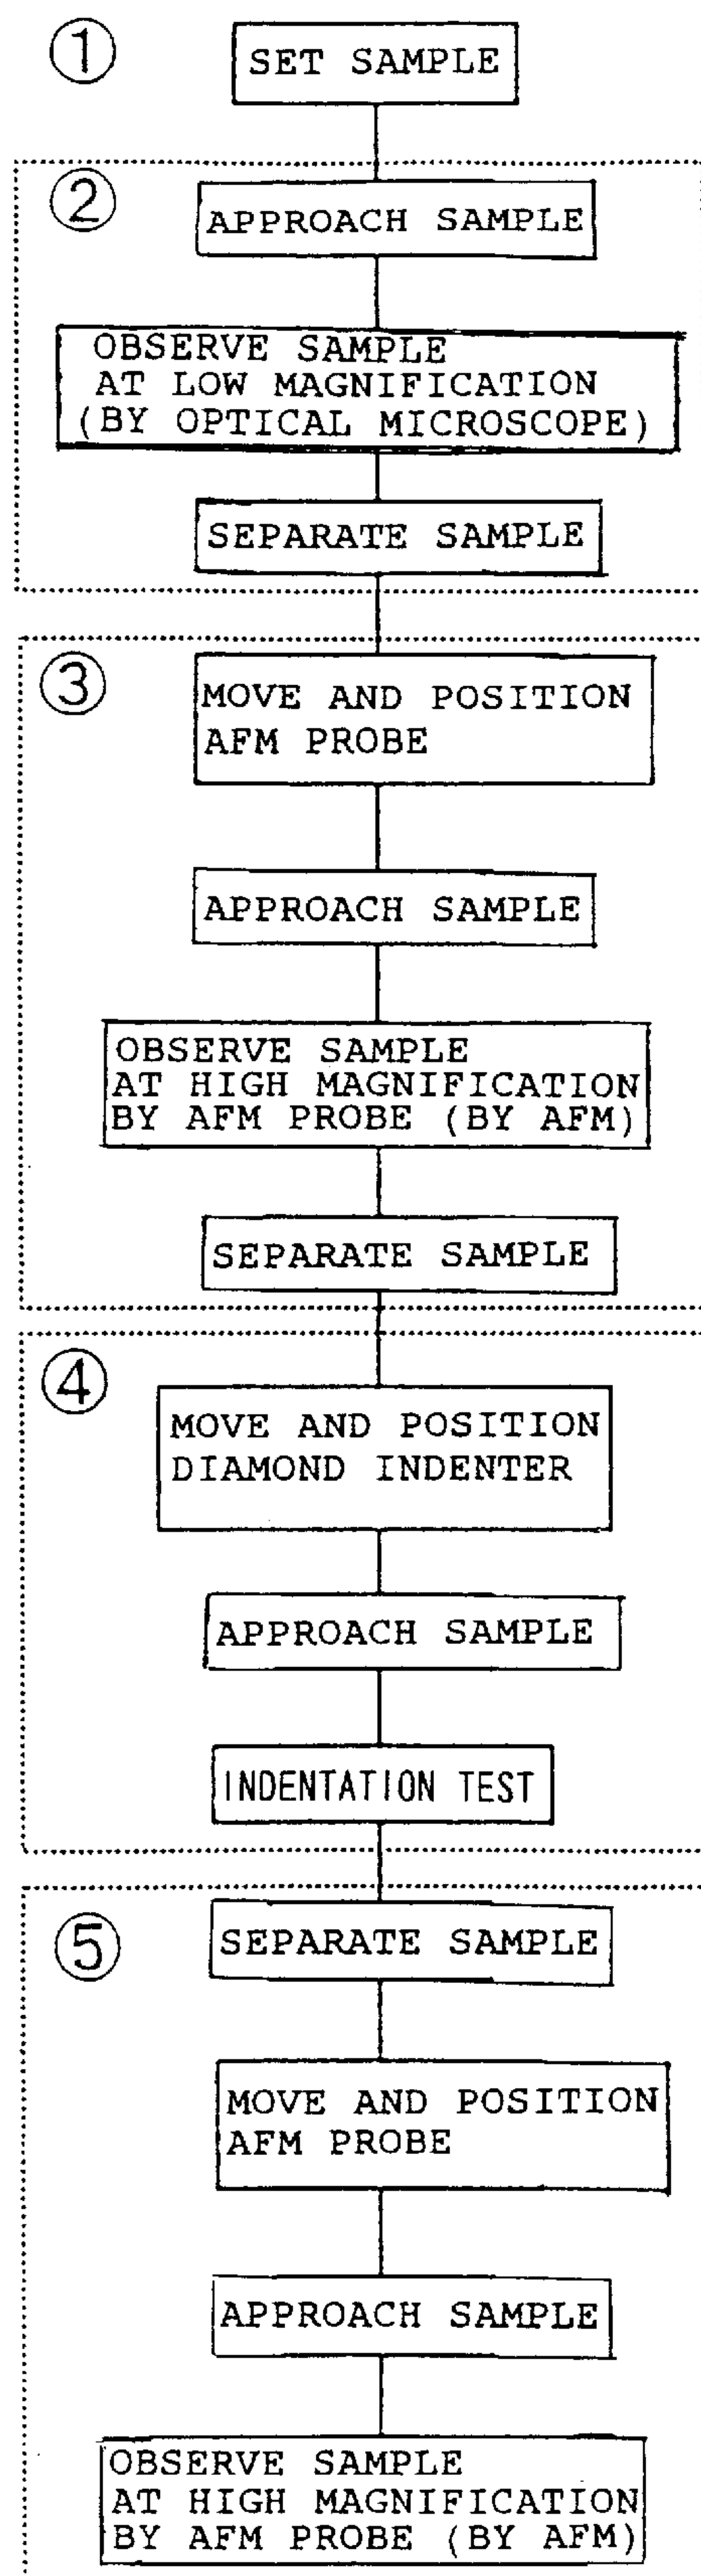 ①
SET SAMPLE
②
APPROACH SAMPLE
OBSERVE SAMPLE
AT LOW MAGNIFICATION
(BY OPTICAL MICROSCOPE)
SEPARATE SAMPLE
③
MOVE AND POSITION
AFM PROBE
APPROACH SAMPLE
OBSERVE SAMPLE
AT HIGH MAGNIFICATION
BY AFM PROBE (BY AFM)
SEPARATE SAMPLE
④
MOVE AND POSITION
DIAMOND INDENTER
APPROACH SAMPLE
INDENTATION TEST
⑤
SEPARATE SAMPLE
MOVE AND POSITION
AFM PROBE
APPROACH SAMPLE
OBSERVE SAMPLE
AT HIGH MAGNIFICATION
BY AFM PROBE (BY AFM)